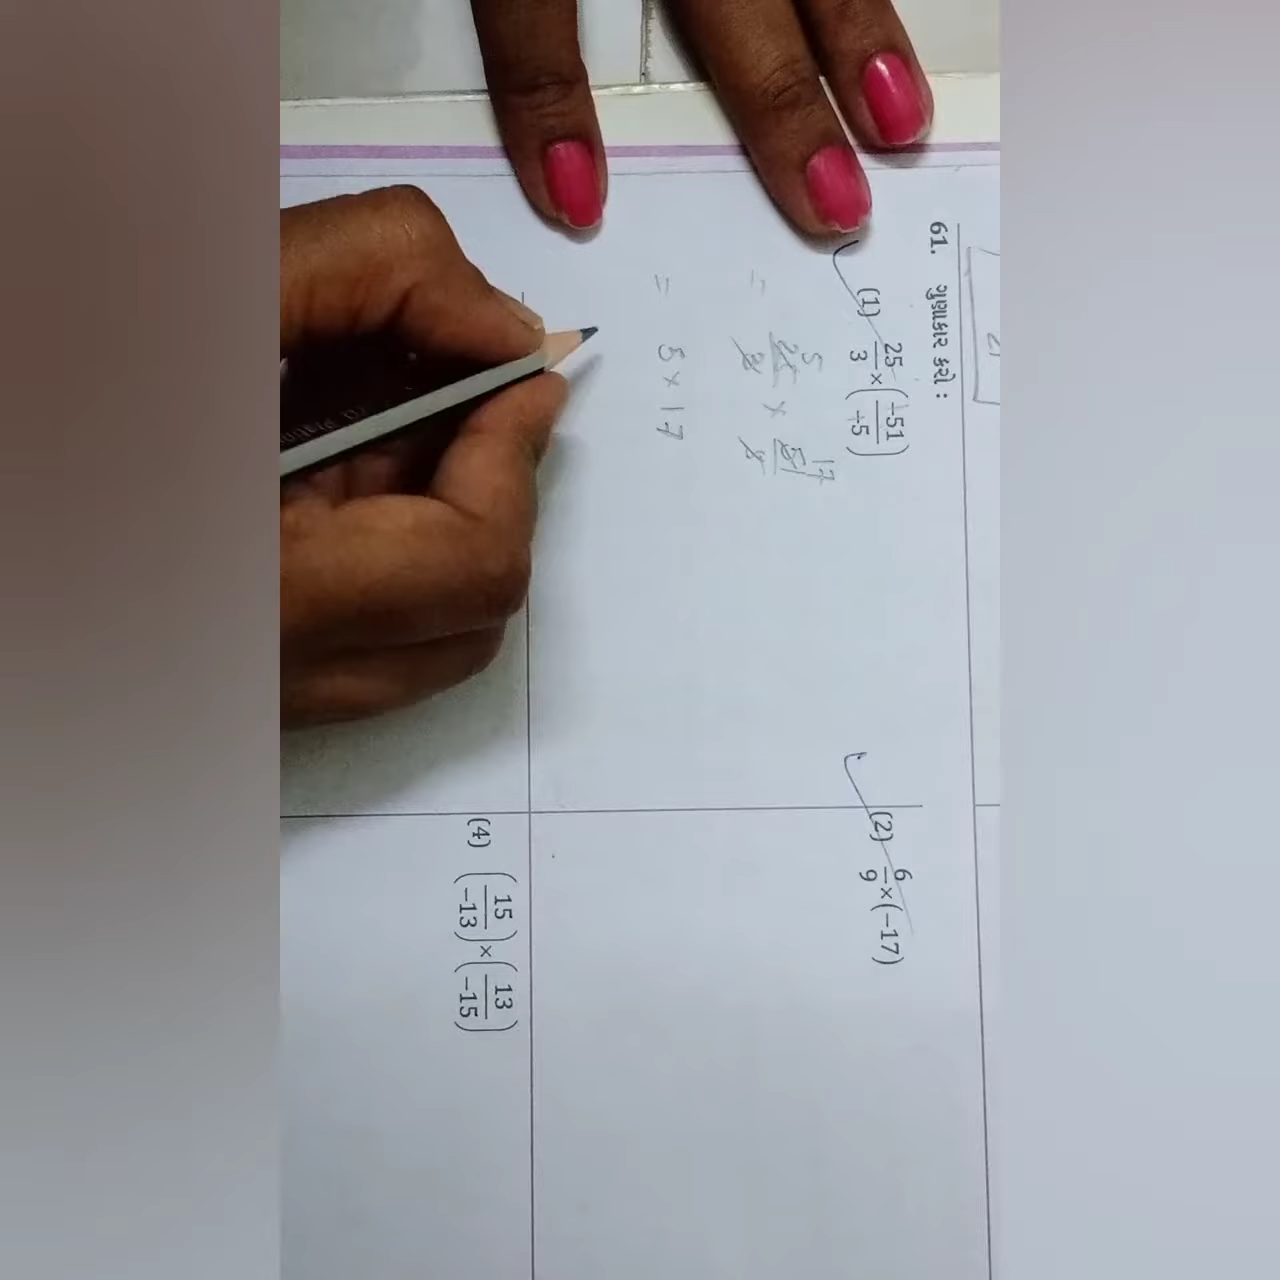 61. ગુણાકાર કરો :
(1) 25/3 × (-51/-5)
= 5 25/3 × 17 51/5
= 5 × 17
(2) 6/9 × (−17)
(4) (15/−13) × (13/−15)